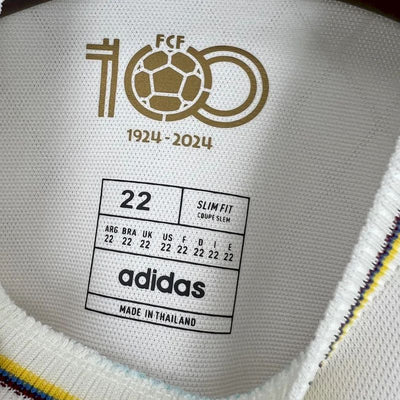 FCF
100
1924 - 2024
22 SLIM FIT
COUPE SLEM
ARG BRA UK US F D I E
22 22 22 22 22 22 22 22
adidas
MADE IN THAILAND